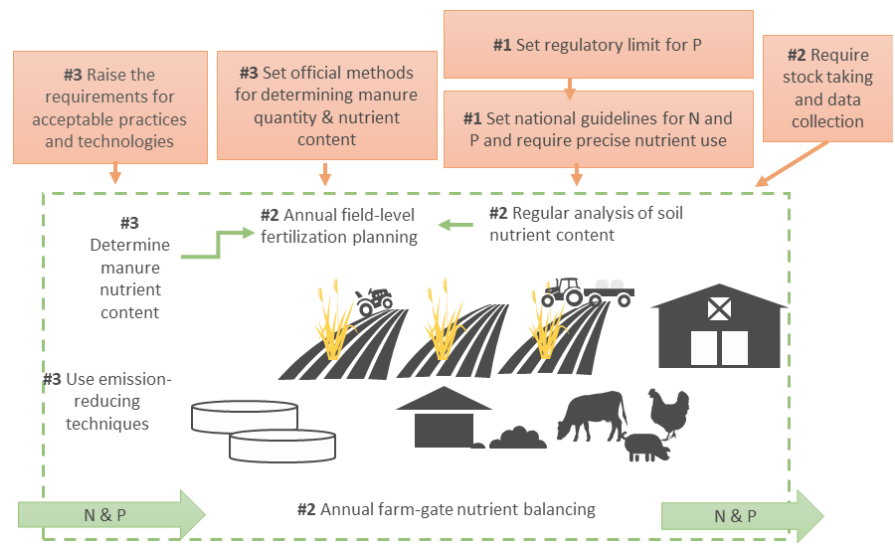 #1 Set regulatory limit for P
#3 Raise the
requirements for
acceptable practices
and technologies
#3 Set official methods
for determining manure
quantity & nutrient
content
#1 Set national guidelines for N and
P and require precise nutrient use
#2 Require
stock taking
and data
collection
#3
Determine
manure
nutrient
content
#2 Annual field-level
fertilization planning
#2 Regular analysis of soil
nutrient content
#3 Use emission-
reducing
techniques
N & P
#2 Annual farm-gate nutrient balancing
N & P